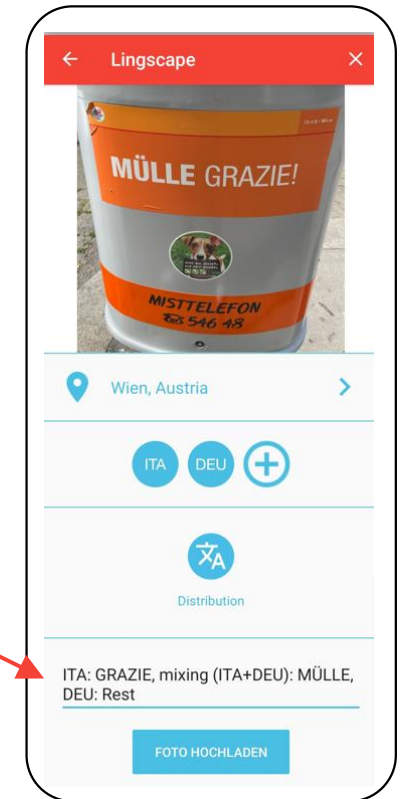 Lingscape
MÜLLE GRAZIE!
MISTTELEFON
546 48
Wien, Austria
ITA DEU
Distribution
ITA: GRAZIE, mixing (ITA+DEU): MÜLLE,
DEU: Rest
FOTO HOCHLADEN